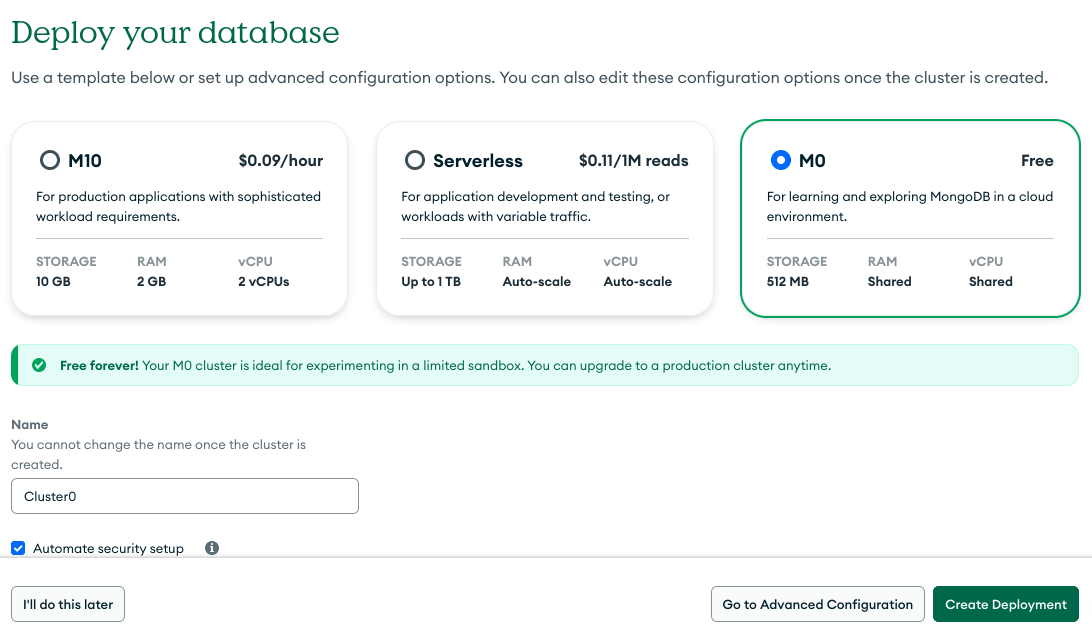 Deploy your database
Use a template below or set up advanced configuration options. You can also edit these configuration options once the cluster is created.
M10 $0.09/hour
For production applications with sophisticated
workload requirements.
STORAGE RAM vCPU
10 GB 2 GB 2 vCPUs
Serverless $0.11/1M reads
For application development and testing, or
workloads with variable traffic.
STORAGE RAM vCPU
Up to 1 TB Auto-scale Auto-scale
M0 Free
For learning and exploring MongoDB in a cloud
environment.
STORAGE RAM vCPU
512 MB Shared Shared
Free forever! Your M0 cluster is ideal for experimenting in a limited sandbox. You can upgrade to a production cluster anytime.
Name
You cannot change the name once the cluster is
created.
Cluster0
Automate security setup
I'll do this later Go to Advanced Configuration Create Deployment